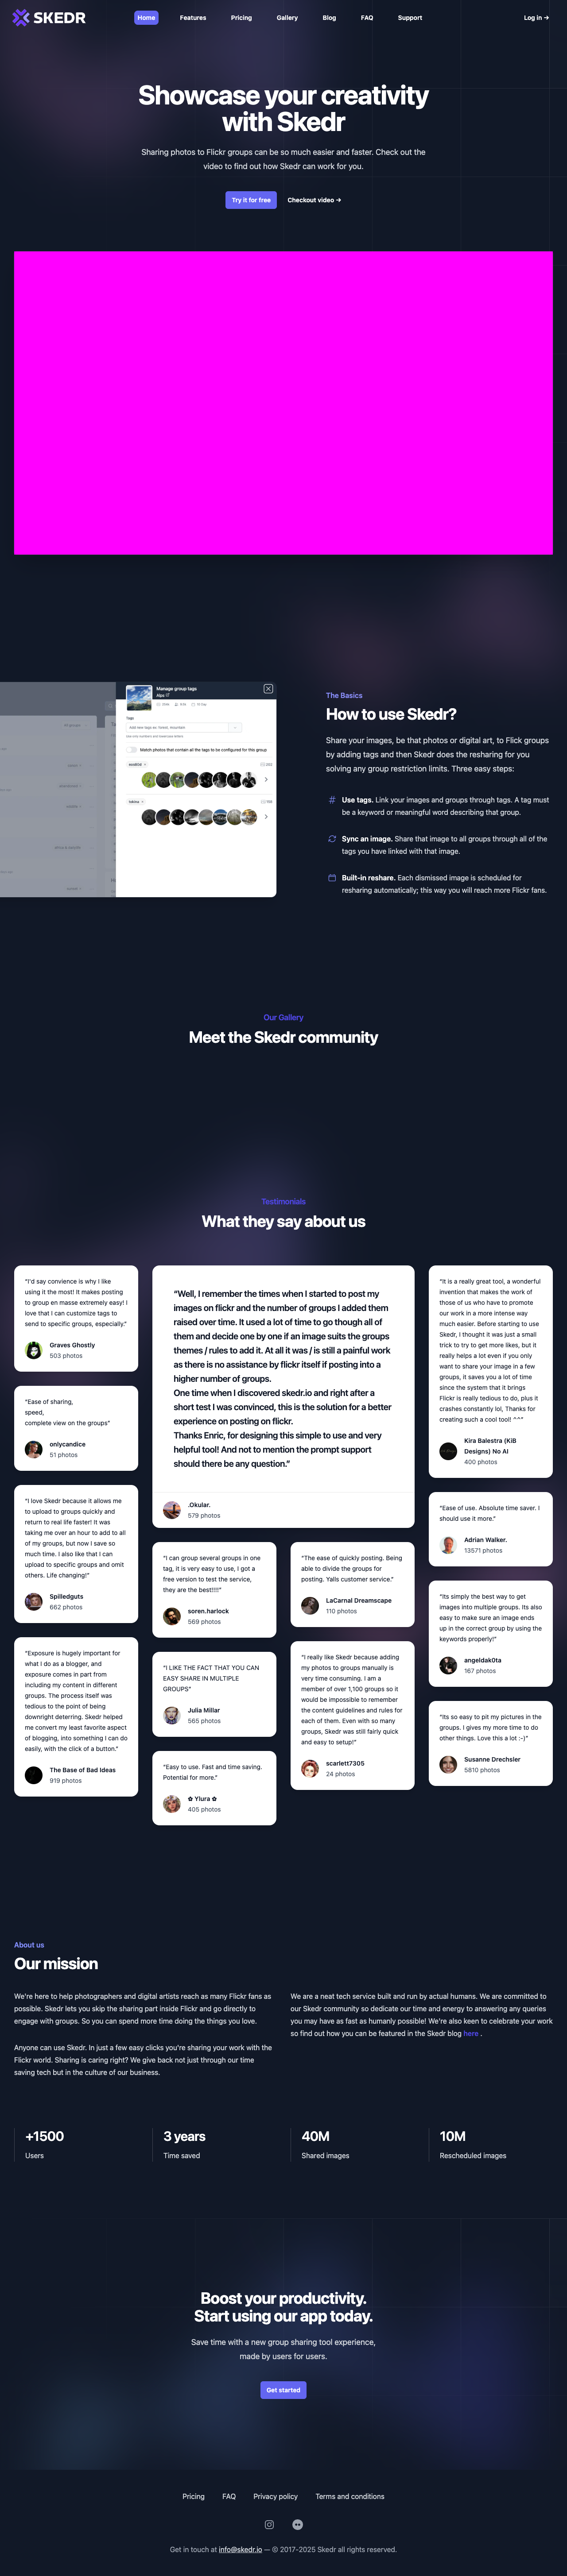 SKEDR
Home
Features
Pricing
Gallery
Blog
FAQ
Support
Log in →
Showcase your creativity
with Skedr
Sharing photos to Flickr groups can be so much easier and faster. Check out the
video to find out how Skedr can work for you.
Try it for free
Checkout video →
Manage group tags
Tags
Match photos that contain all the tags to be configured for this group
The Basics
How to use Skedr?
Share your images, be that photos or digital art, to Flick groups
by adding tags and then Skedr does the resharing for you
solving any group restriction limits. Three easy steps:
Use tags. Link your images and groups through tags. A tag must
be a keyword or meaningful word describing that group.
Sync an image. Share that image to all groups through all of the
tags you have linked with that image.
Built-in reshare. Each dismissed image is scheduled for
resharing automatically; this way you will reach more Flickr fans.
Our Gallery
Meet the Skedr community
Testimonials
What they say about us
“I'd say convience is why I like
using it the most! It makes posting
to group en masse extremely easy! I
love that I can customize tags to
send to specific groups, especially.”
Graves Ghostly
503 photos
“Ease of sharing,
speed,
complete view on the groups”
onlycandice
51 photos
“I love Skedr because it allows me
to upload to groups quickly and
return to real life faster! It was
taking me over an hour to add to all
of my groups, but now I save so
much time. I also like that I can
upload to specific groups and omit
others. Life changing!”
Spilledguts
662 photos
“Exposure is hugely important for
what I do as a blogger, and
exposure comes in part from
including my content in different
groups. The process itself was
tedious to the point of being
downright deterring. Skedr helped
me convert my least favorite aspect
of blogging, into something I can do
easily, with the click of a button.”
The Base of Bad Ideas
919 photos
“Well, I remember the times when I started to post my
images on flickr and the number of groups I added them
raised over time. It used a lot of time to go though all of
them and decide one by one if an image suits the groups
themes / rules to add it. At all it was / is still a painful work
as there is no assistance by flickr itself if posting into a
higher number of groups.
One time when I discovered skedr.io and right after a
short test I was convinced, this is the solution for a better
experience on posting on flickr.
Thanks Enric, for designing this simple to use and very
helpful tool! And not to mention the prompt support
should there be any question.”
.Okular.
579 photos
“I can group several groups in one
tag, it is very easy to use, I got a
free version to test the service,
they are the best!!!!”
soren.harlock
569 photos
“I LIKE THE FACT THAT YOU CAN
EASY SHARE IN MULTIPLE
GROUPS”
Julia Millar
565 photos
“Easy to use. Fast and time saving.
Potential for more.”
✿ Ylura ✿
405 photos
“The ease of quickly posting. Being
able to divide the groups for
posting. Yalls customer service.”
LaCarnal Dreamscape
110 photos
“I really like Skedr because adding
my photos to groups manually is
very time consuming. I am a
member of over 1,100 groups so it
would be impossible to remember
the content guidelines and rules for
each of them. Even with so many
groups, Skedr was still fairly quick
and easy to setup!”
scarlett7305
24 photos
“It is a really great tool, a wonderful
invention that makes the work of
those of us who have to promote
our work in a more intense way
much easier. Before starting to use
Skedr, I thought it was just a small
trick to try to get more likes, but it
really helps a lot even if you only
want to share your image in a few
groups, it saves you a lot of time
since the system that it brings
Flickr is really tedious to do, plus it
crashes constantly lol, Thanks for
creating such a cool tool! ^^”
Kira Balestra (KiB
Designs) No AI
400 photos
“Ease of use. Absolute time saver. I
should use it more.”
Adrian Walker.
13571 photos
“Its simply the best way to get
images into multiple groups. Its also
easy to make sure an image ends
up in the correct group by using the
keywords properly!”
angeldak0ta
167 photos
“Its so easy to pit my pictures in the
groups. I gives my more time to do
other things. Love this a lot :-)”
Susanne Drechsler
5810 photos
About us
Our mission
We're here to help photographers and digital artists reach as many Flickr fans as
possible. Skedr lets you skip the sharing part inside Flickr and go directly to
engage with groups. So you can spend more time doing the things you love.
Anyone can use Skedr. In just a few easy clicks you're sharing your work with the
Flickr world. Sharing is caring right? We give back not just through our time
saving tech but in the culture of our business.
We are a neat tech service built and run by actual humans. We are committed to
our Skedr community so dedicate our time and energy to answering any queries
you may have as fast as humanly possible! We're also keen to celebrate your work
so find out how you can be featured in the Skedr blog here .
+1500
Users
3 years
Time saved
40M
Shared images
10M
Rescheduled images
Boost your productivity.
Start using our app today.
Save time with a new group sharing tool experience,
made by users for users.
Get started
Pricing
FAQ
Privacy policy
Terms and conditions
Get in touch at info@skedr.io — © 2017-2025 Skedr all rights reserved.